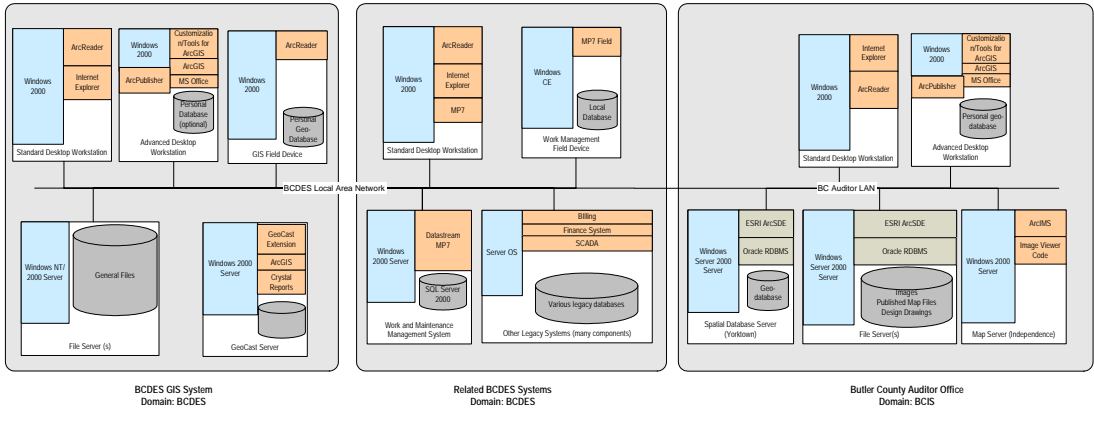 Windows
2000
ArcReader
Internet
Explorer
Standard Desktop Workstation
Windows
2000
ArcPublisher
Customizatio
n/Tools for
ArcGIS
ArcGIS
MS Office
Personal
Database
(optional)
Advanced Desktop
Workstation
Windows
2000
ArcReader
Personal
Geo-
Database
GIS Field Device
Windows
2000
ArcReader
Internet
Explorer
MP7
Standard Desktop Workstation
Windows
CE
MP7 Field
Local
Database
Work Management
Field Device
Windows
2000
Internet
Explorer
ArcReader
Standard Desktop Workstation
Windows
2000
ArcPublisher
Customizatio
n/Tools for
ArcGIS
ArcGIS
MS Office
Personal geo-
database
Advanced Desktop
Workstation
BCDES Local Area Network
BC Auditor LAN
Windows NT/
2000 Server
General Files
File Server (s)
Windows
2000 Server
GeoCast
Extension
ArcGIS
Crystal
Reports
GeoCast Server
Windows
2000 Server
Datastream
MP7
SQL Server
2000
Work and Maintenance
Management System
Server OS
BIlling
Finance System
SCADA
Various legacy databases
Other Legacy Systems (many components)
Windows
Server 2000
Server
ESRI ArcSDE
Oracle RDBMS
Geo-
database
Spatial Database Server
(Yorktown)
Windows
Server 2000
Server
ESRI ArcSDE
Oracle RDBMS
Images
Published Map Files
Design Drawings
File Server(s)
Windows 2000
Server
ArcIMS
Image Viewer
Code
Map Server (Independence)
BCDES GIS System
Domain: BCDES
Related BCDES Systems
Domain: BCDES
Butler County Auditor Office
Domain: BCIS